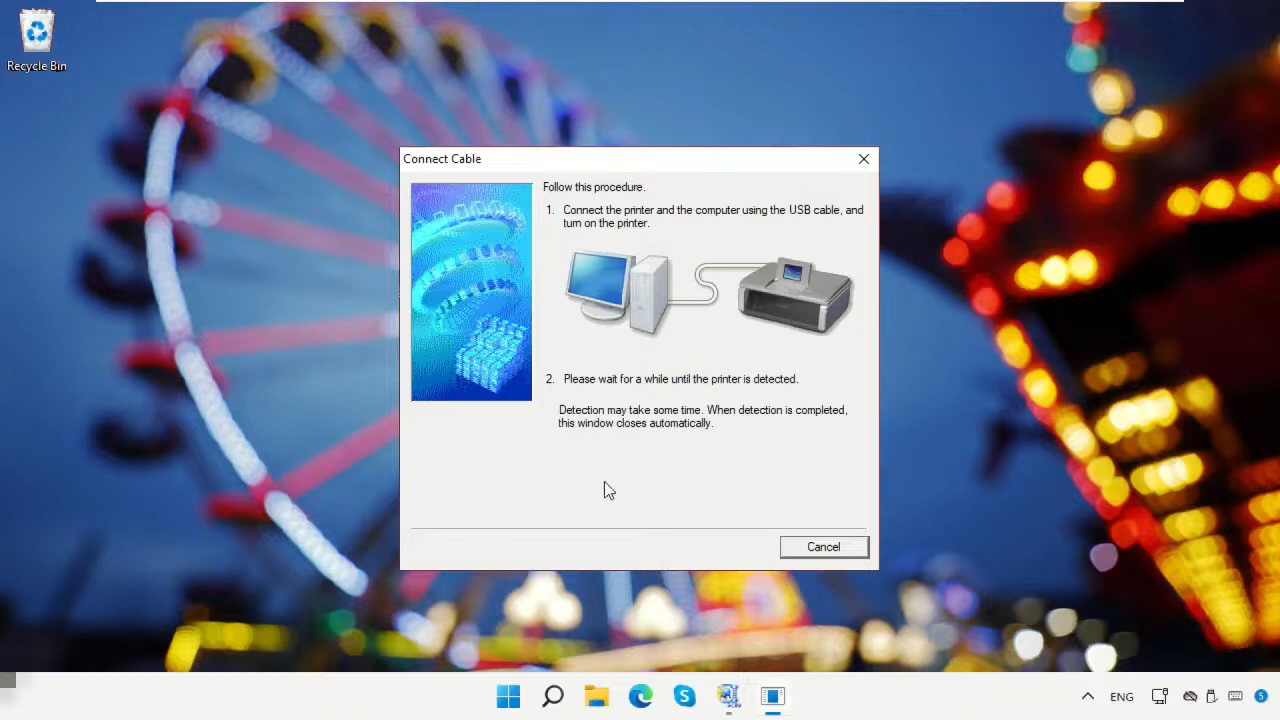 Recycle Bin
Connect Cable
Follow this procedure.
1. Connect the printer and the computer using the USB cable, and
turn on the printer.
2. Please wait for a while until the printer is detected.
Detection may take some time. When detection is completed,
this window closes automatically.
Cancel
ENG
5